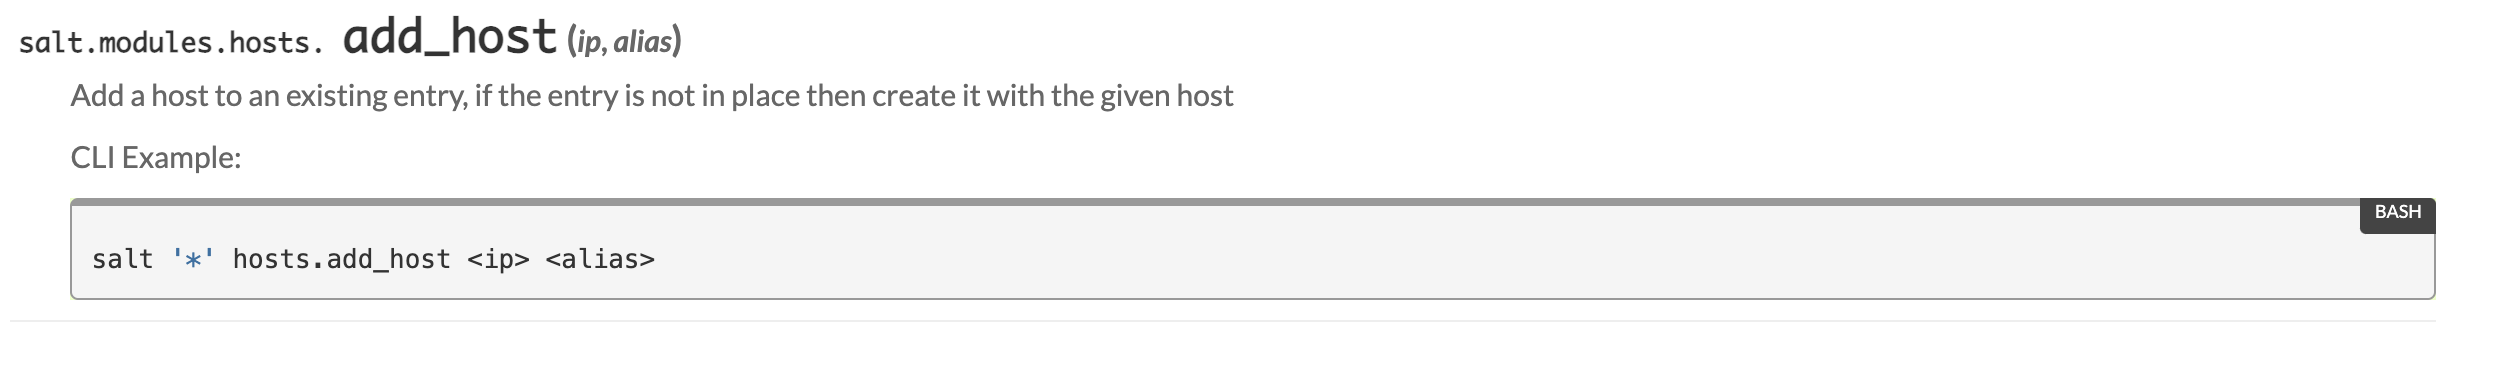 salt.modules.hosts. add_host(ip, alias)
Add a host to an existing entry, if the entry is not in place then create it with the given host
CLI Example:
BASH
salt '*' hosts.add_host <ip> <alias>